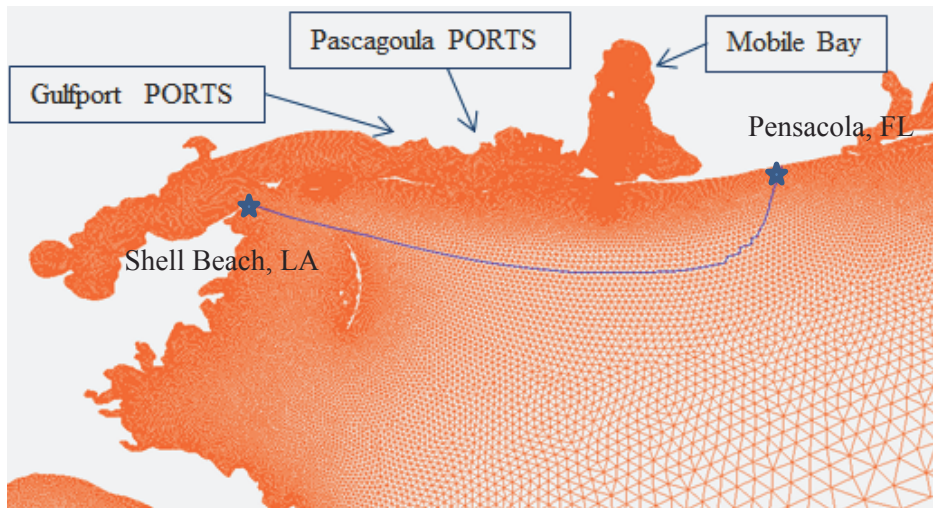 Pascagoula PORTS
Mobile Bay
Gulfport PORTS
Pensacola, FL
Shell Beach, LA